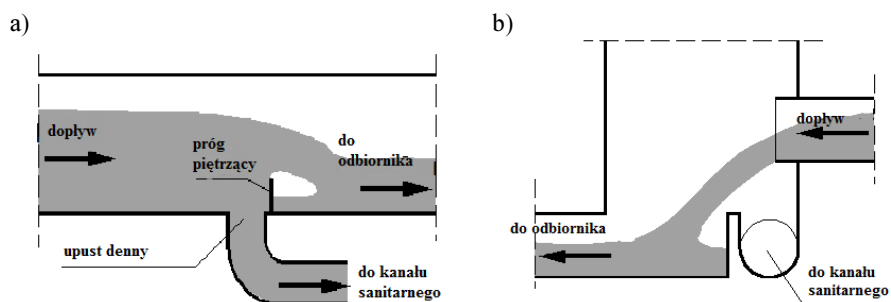 a)
dopływ
próg
piętrzący
do
odbiornika
upust denny
do kanału
sanitarnego
b)
dopływ
do odbiornika
do kanału
sanitarnego